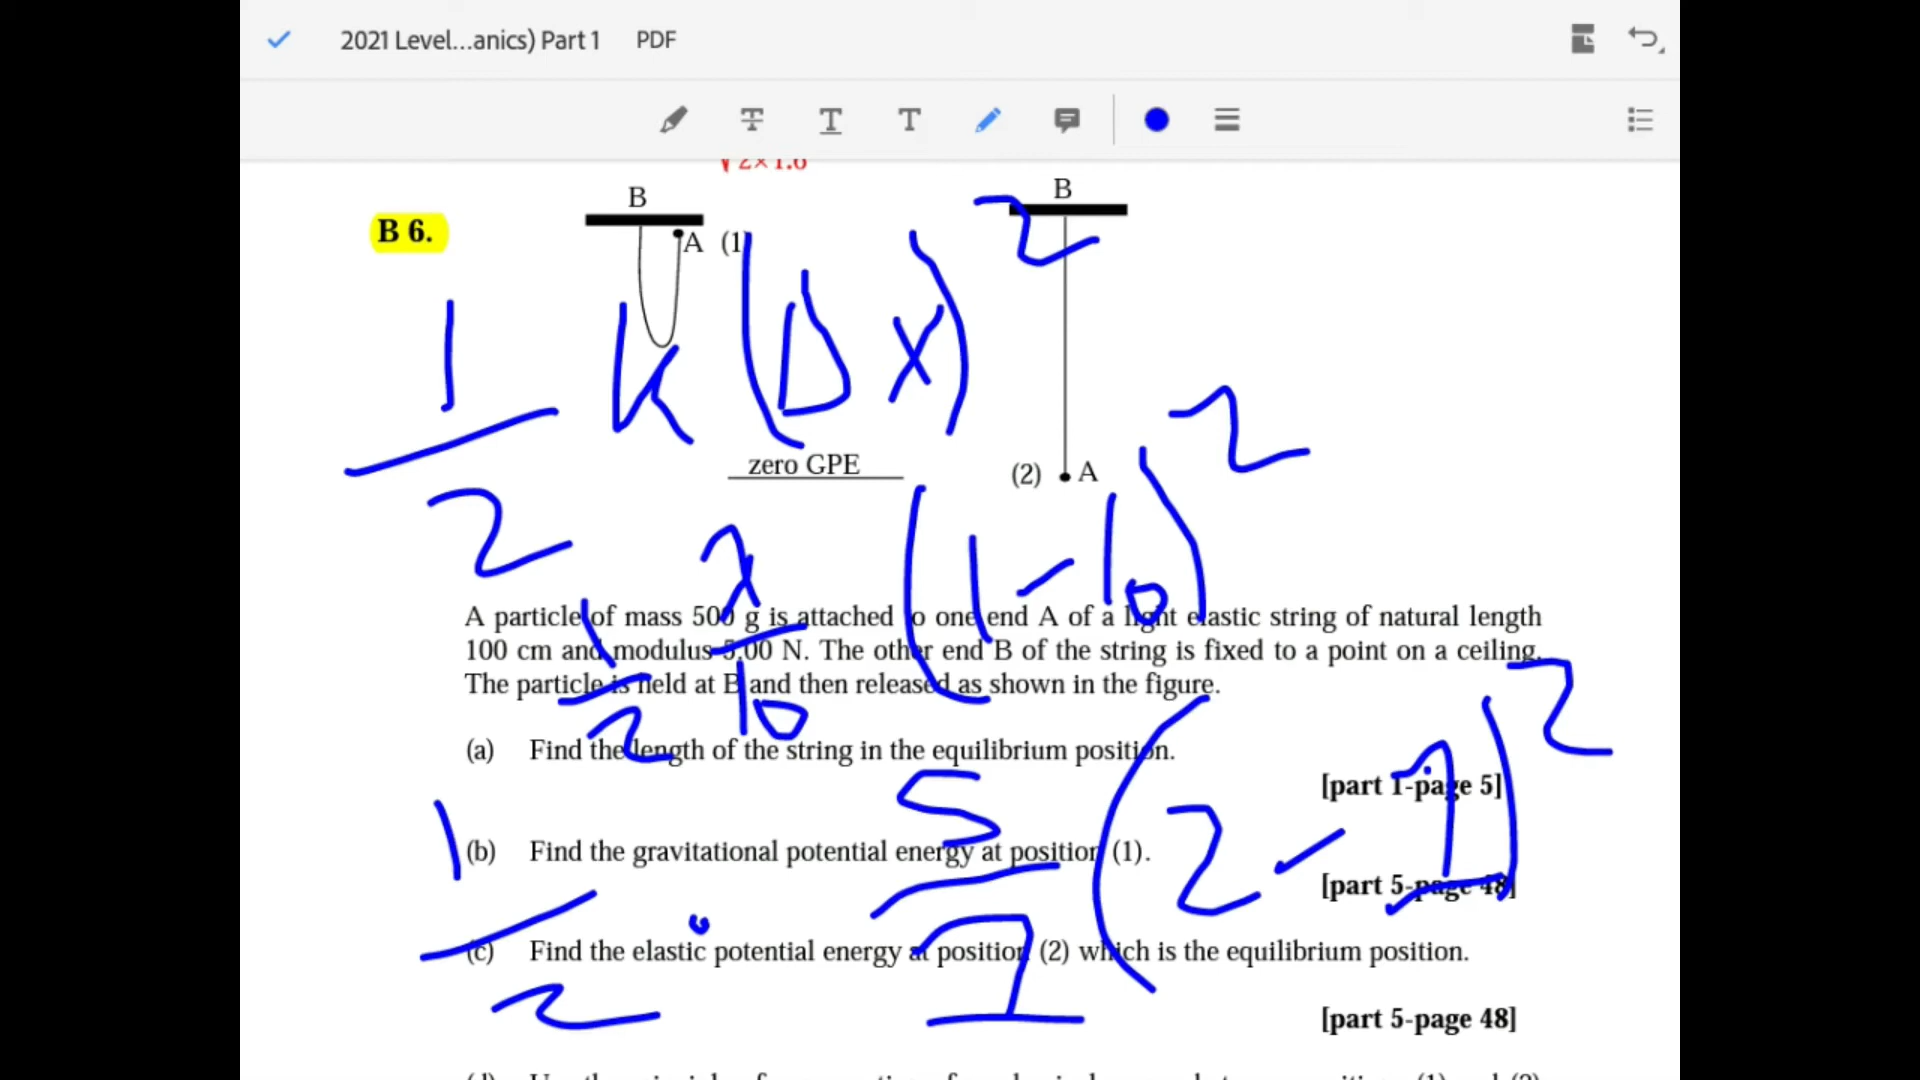 2021 Level...anics) Part 1 PDF
√2×1.6
B 6.
B
B
A (1)
zero GPE
(2) A
1/2 k (Δx)²
1/2 λ/l₀ (l-l₀)²
1/2 · 5/1 (2-1)²
A particle of mass 500 g is attached to one end A of a light elastic string of natural length
100 cm and modulus 5.00 N. The other end B of the string is fixed to a point on a ceiling.
The particle is held at B and then released as shown in the figure.
(a) Find the length of the string in the equilibrium position.
[part 1-page 5]
(b) Find the gravitational potential energy at position (1).
[part 5-page 48]
(c) Find the elastic potential energy at position (2) which is the equilibrium position.
[part 5-page 48]